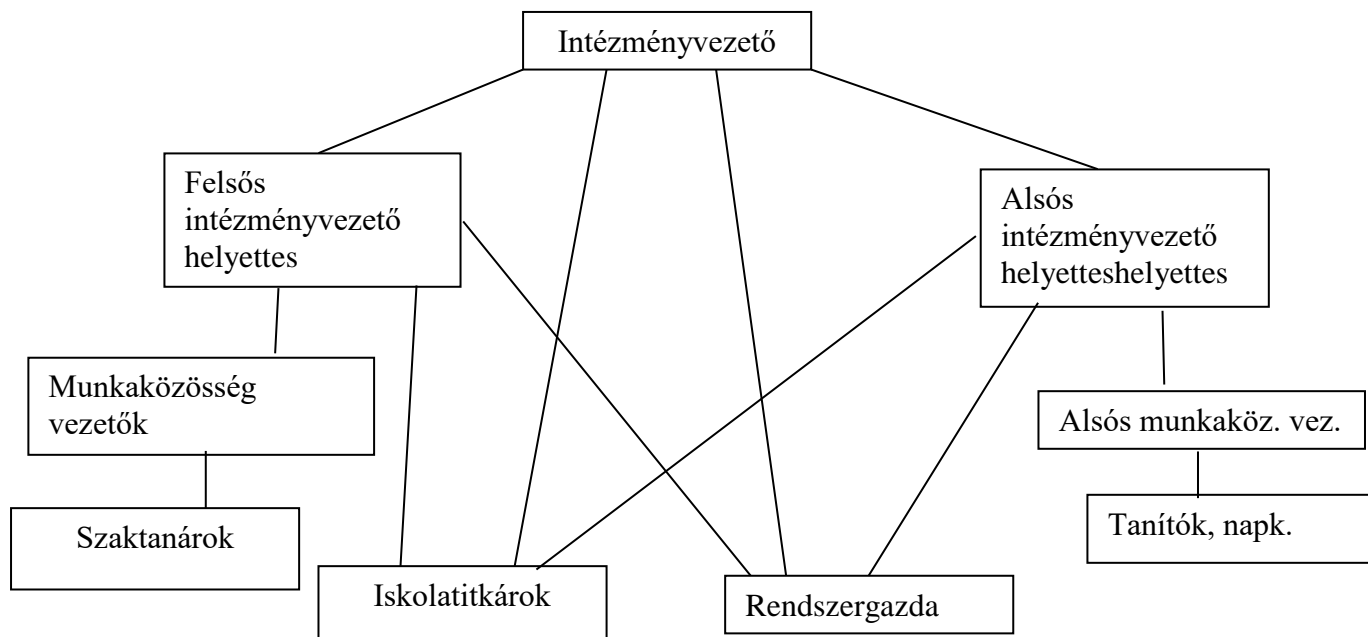 Intézményvezető
Felsős
intézményvezető
helyettes
Alsós
intézményvezető
helyetteshelyettes
Munkaközösség
vezetők
Alsós munkaköz. vez.
Szaktanárok
Tanítók, napk.
Iskolatitkárok
Rendszergazda